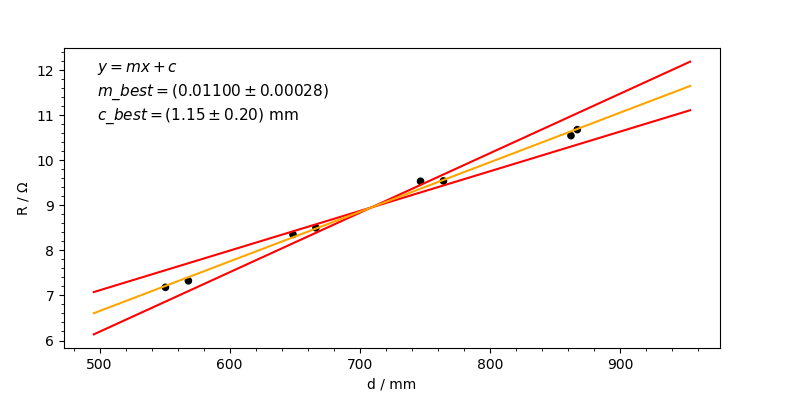 y = mx + c
m_best = (0.01100 ± 0.00028)
c_best = (1.15 ± 0.20) mm
12
11
10
9
8
7
6
R / Ω
500 600 700 800 900
d / mm